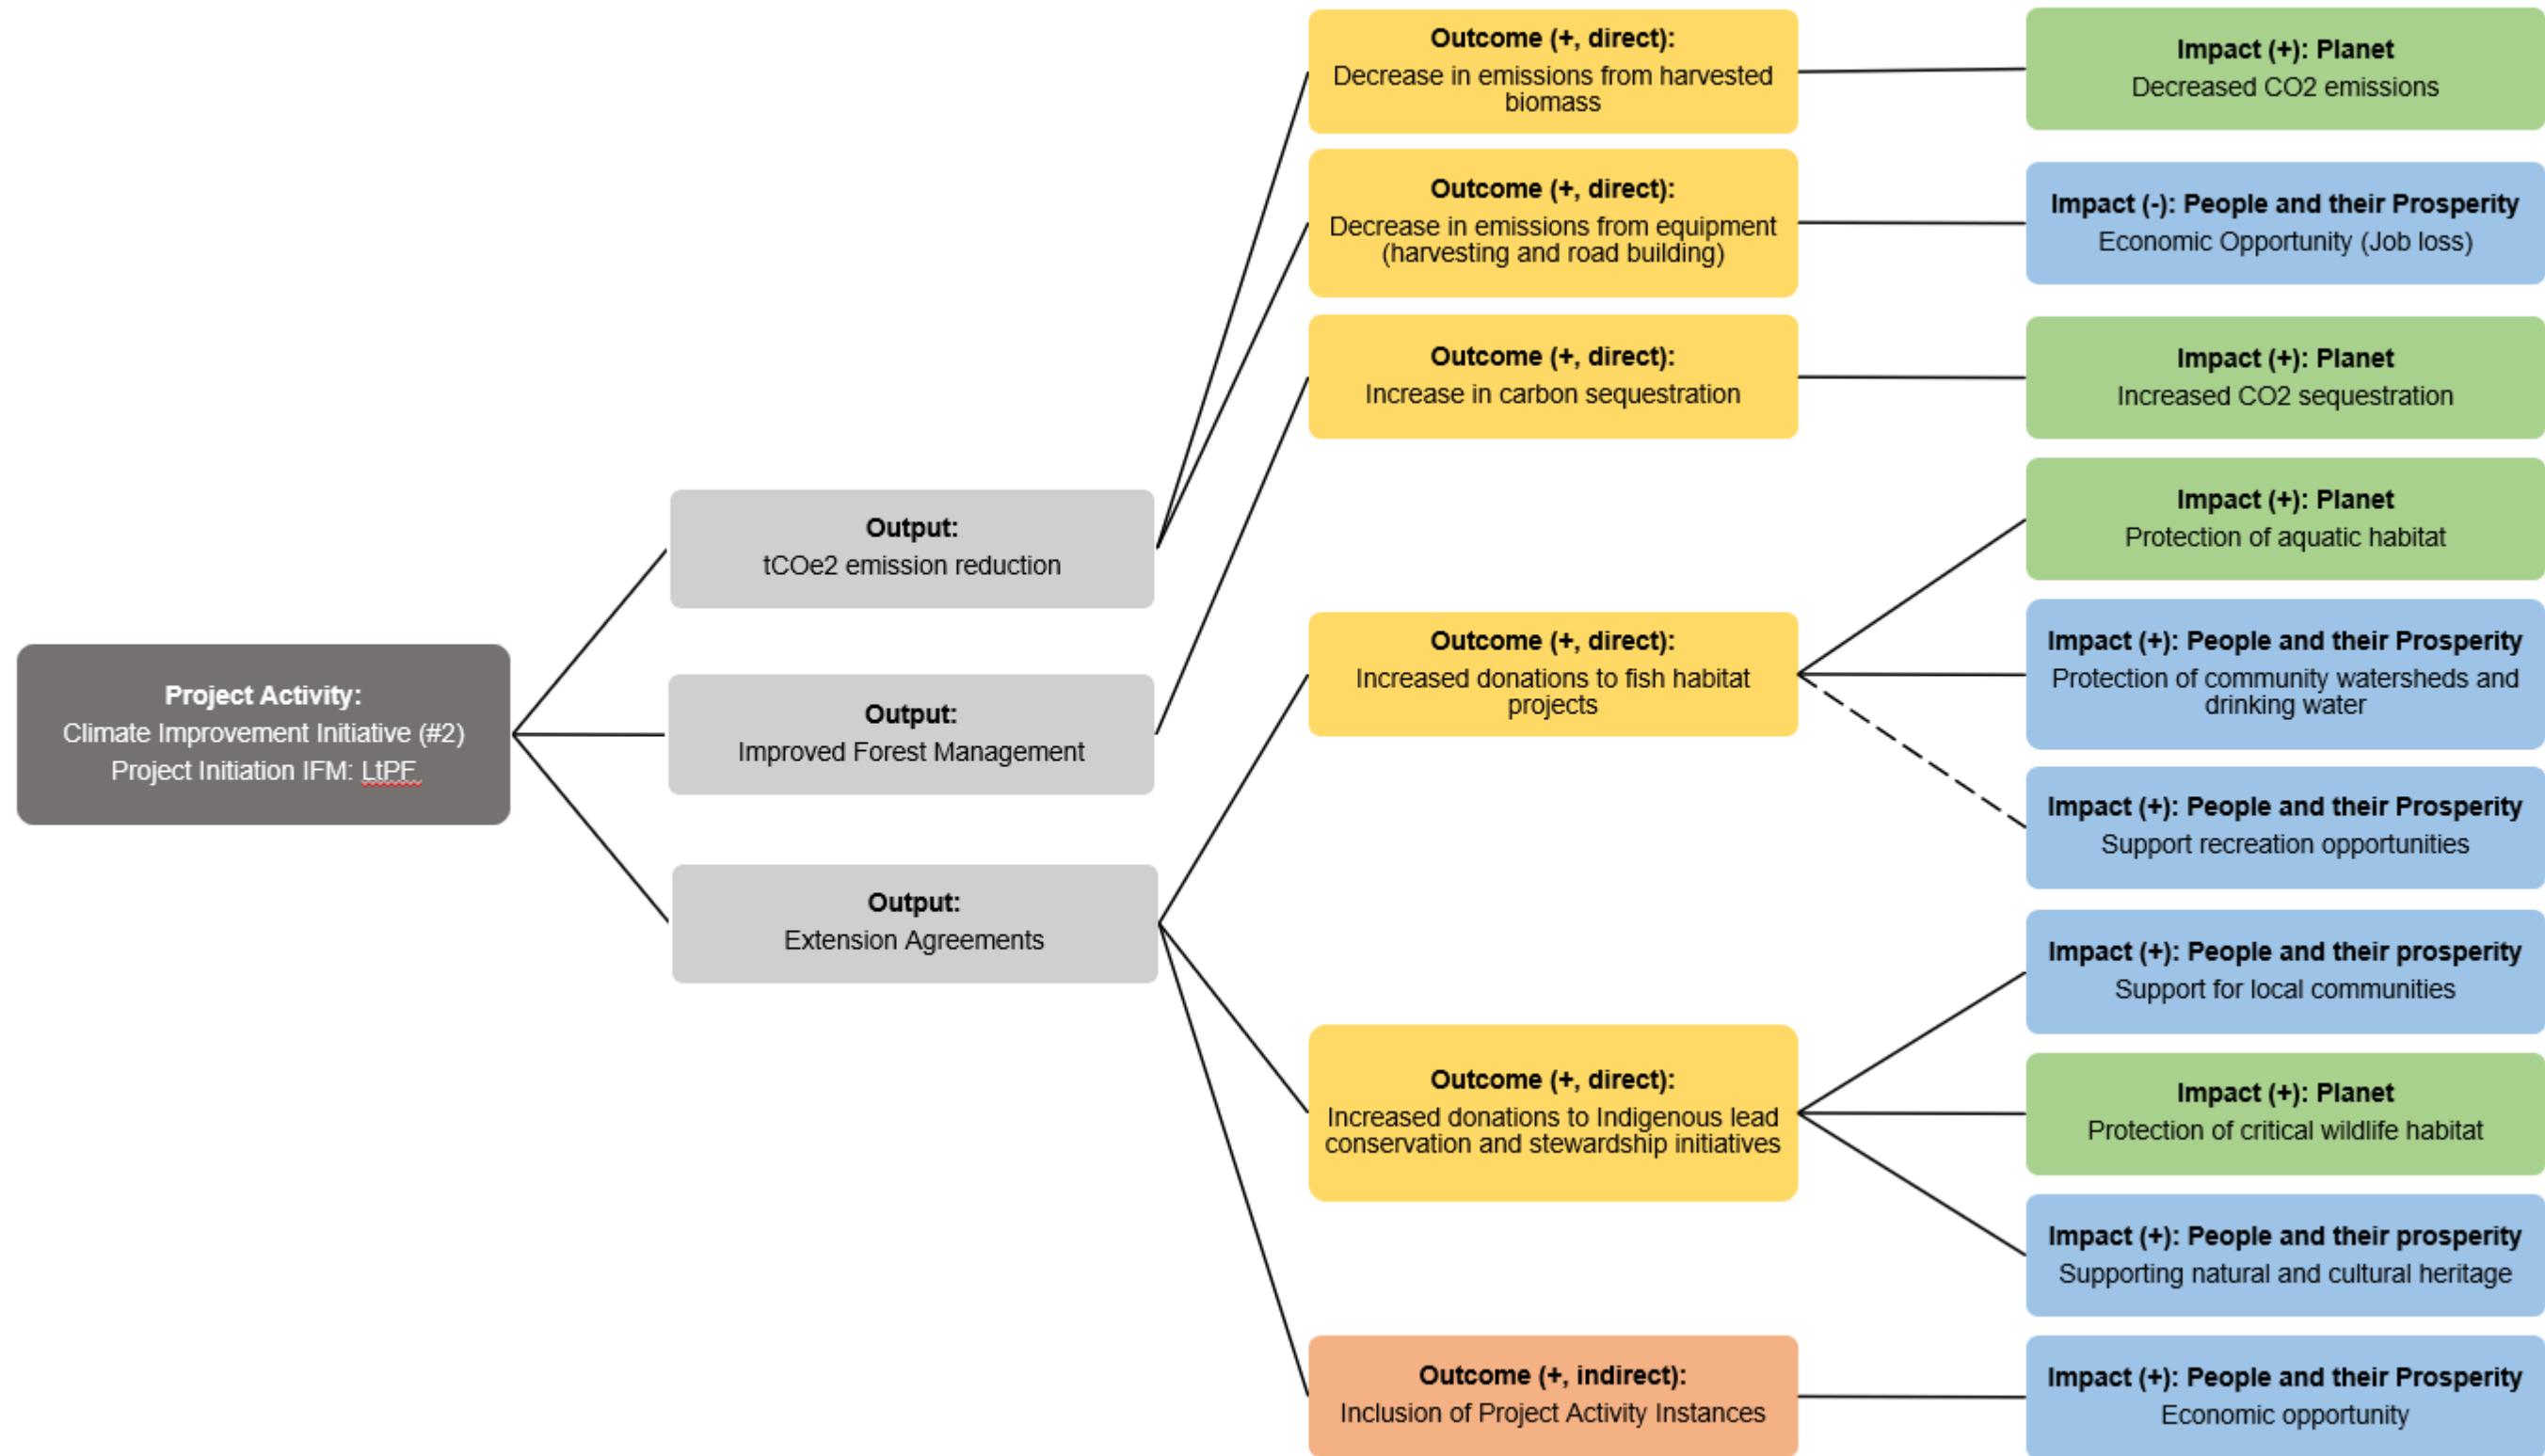 Project Activity:
Climate Improvement Initiative (#2)
Project Initiation IFM: LtPF
Output:
tCOe2 emission reduction
Output:
Improved Forest Management
Output:
Extension Agreements
Outcome (+, direct):
Decrease in emissions from harvested
biomass
Outcome (+, direct):
Decrease in emissions from equipment
(harvesting and road building)
Outcome (+, direct):
Increase in carbon sequestration
Outcome (+, direct):
Increased donations to fish habitat
projects
Outcome (+, direct):
Increased donations to Indigenous lead
conservation and stewardship initiatives
Outcome (+, indirect):
Inclusion of Project Activity Instances
Impact (+): Planet
Decreased CO2 emissions
Impact (-): People and their Prosperity
Economic Opportunity (Job loss)
Impact (+): Planet
Increased CO2 sequestration
Impact (+): Planet
Protection of aquatic habitat
Impact (+): People and their Prosperity
Protection of community watersheds and
drinking water
Impact (+): People and their Prosperity
Support recreation opportunities
Impact (+): People and their prosperity
Support for local communities
Impact (+): Planet
Protection of critical wildlife habitat
Impact (+): People and their prosperity
Supporting natural and cultural heritage
Impact (+): People and their Prosperity
Economic opportunity